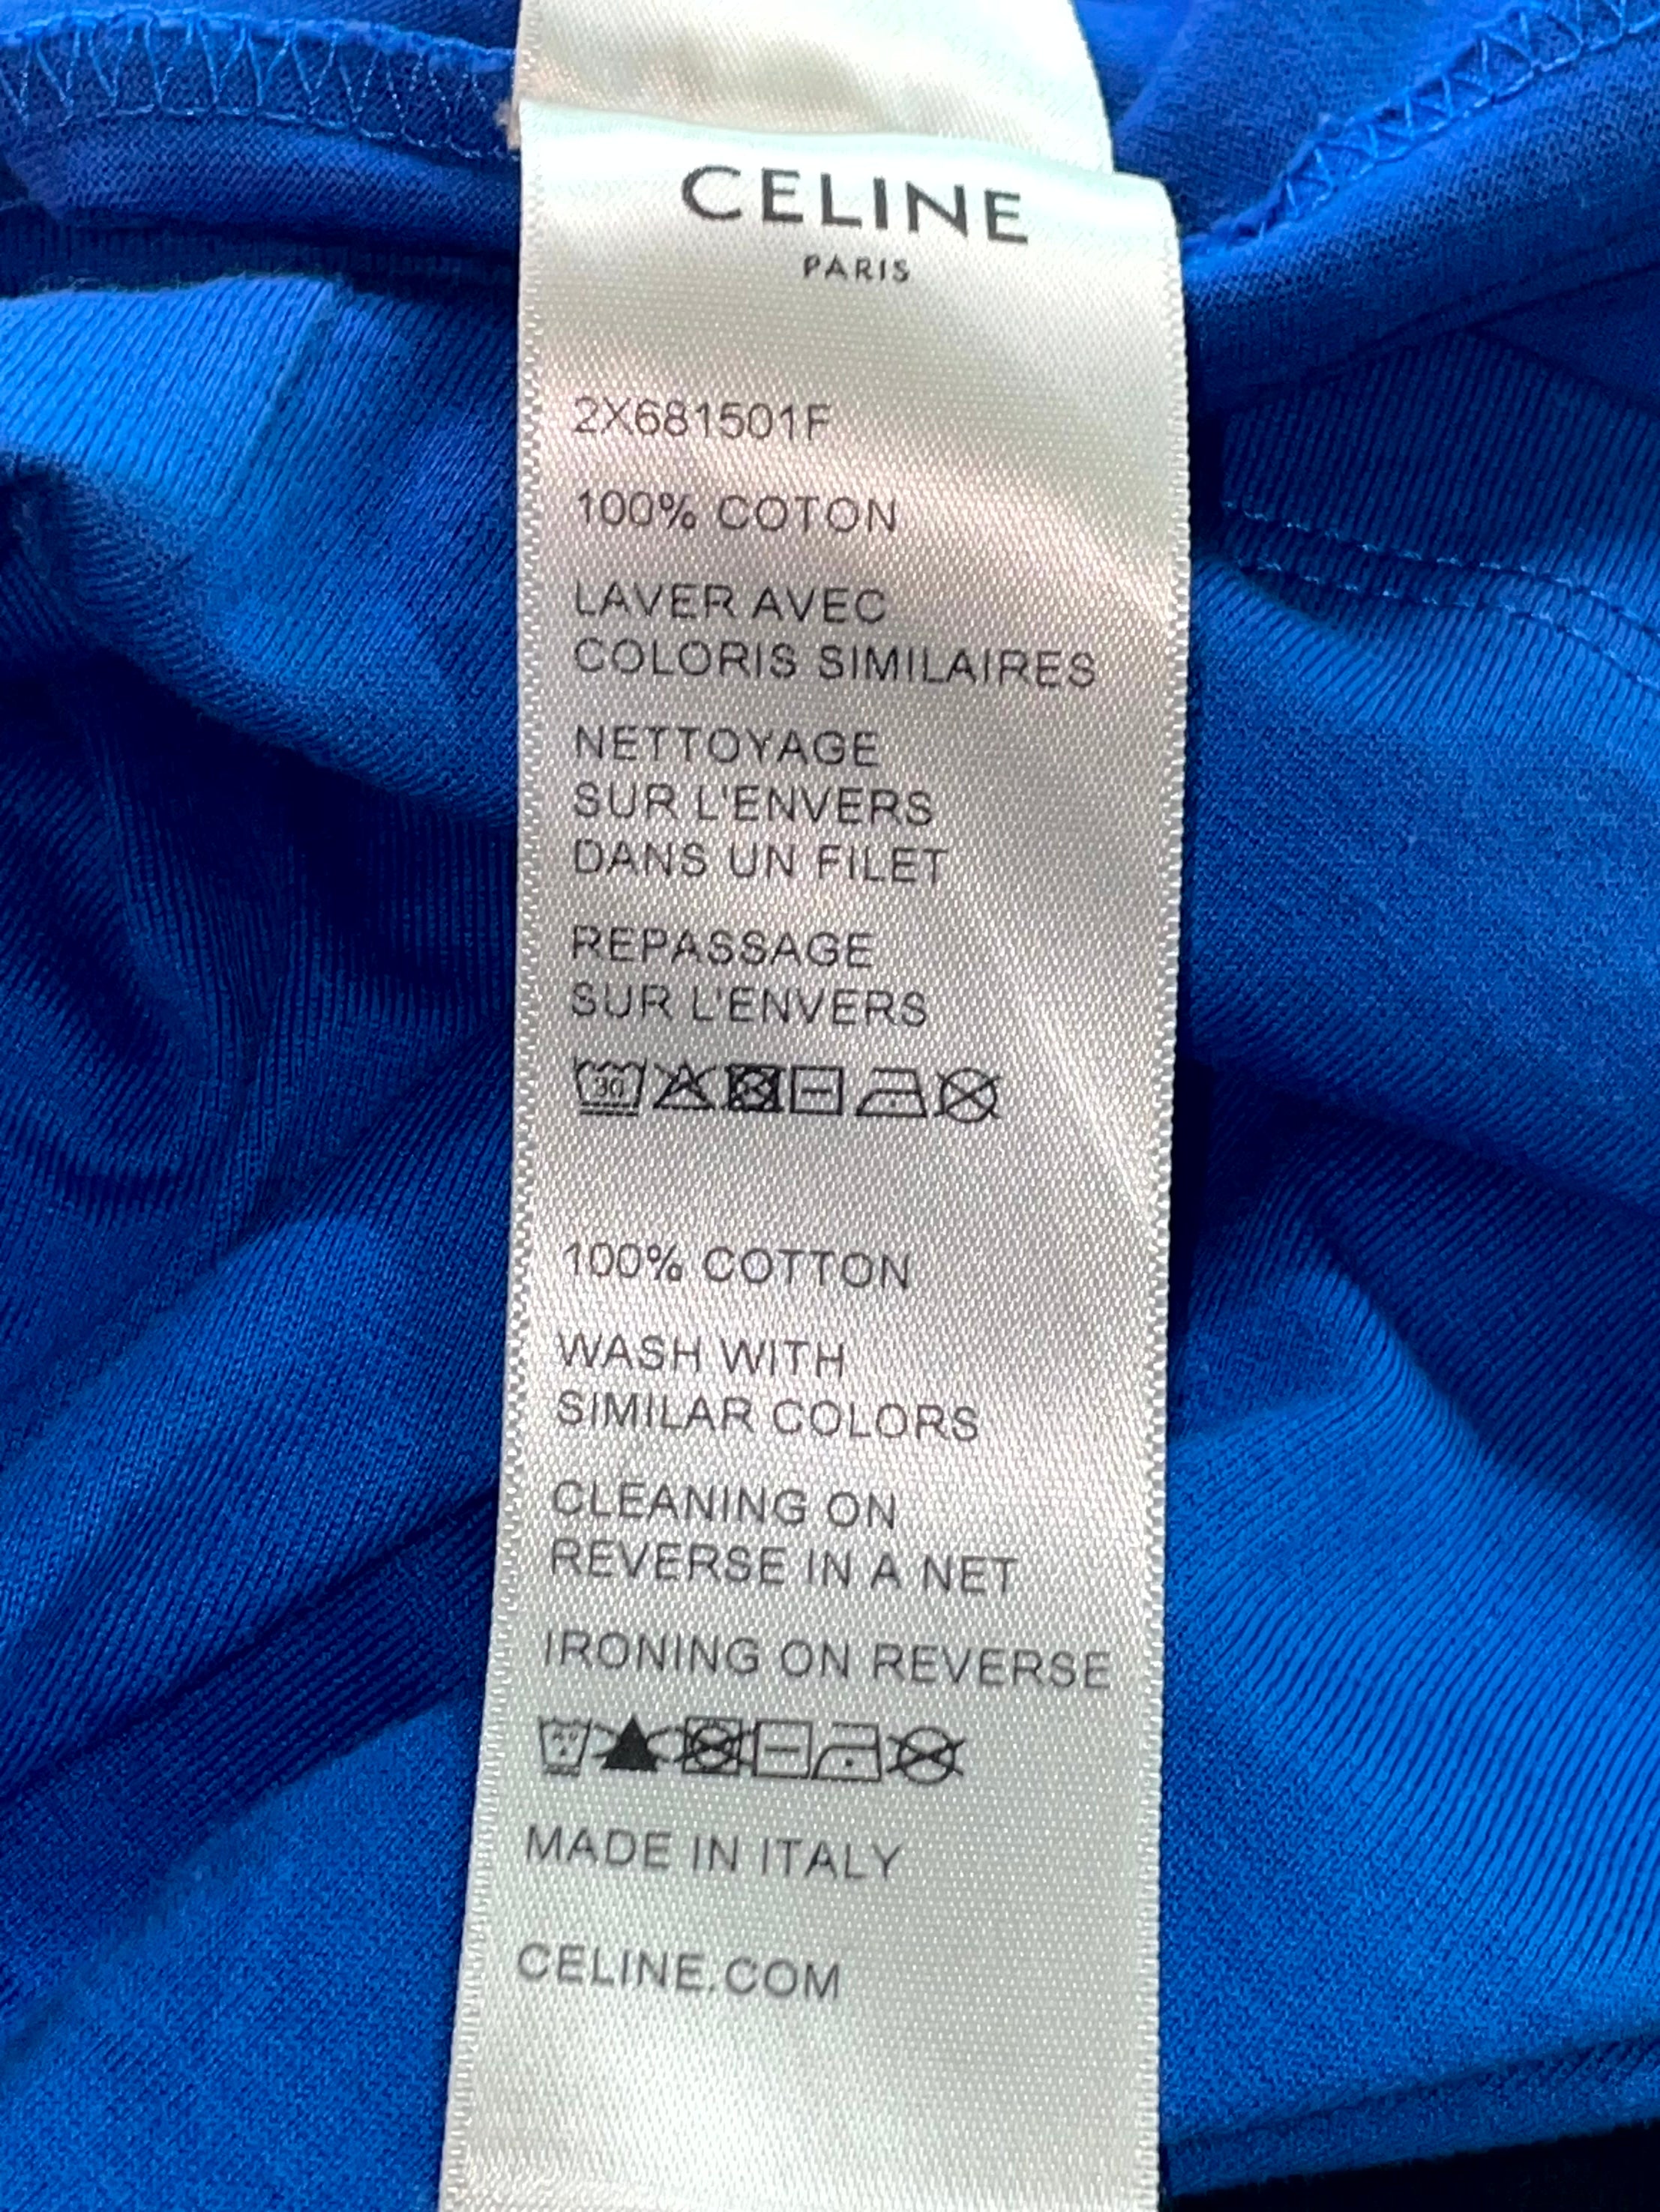 CELINE
PARIS
2X681501F
100% COTON
LAVER AVEC
COLORIS SIMILAIRES
NETTOYAGE
SUR L'ENVERS
DANS UN FILET
REPASSAGE
SUR L'ENVERS
30
100% COTTON
WASH WITH
SIMILAR COLORS
CLEANING ON
REVERSE IN A NET
IRONING ON REVERSE
MADE IN ITALY
CELINE.COM